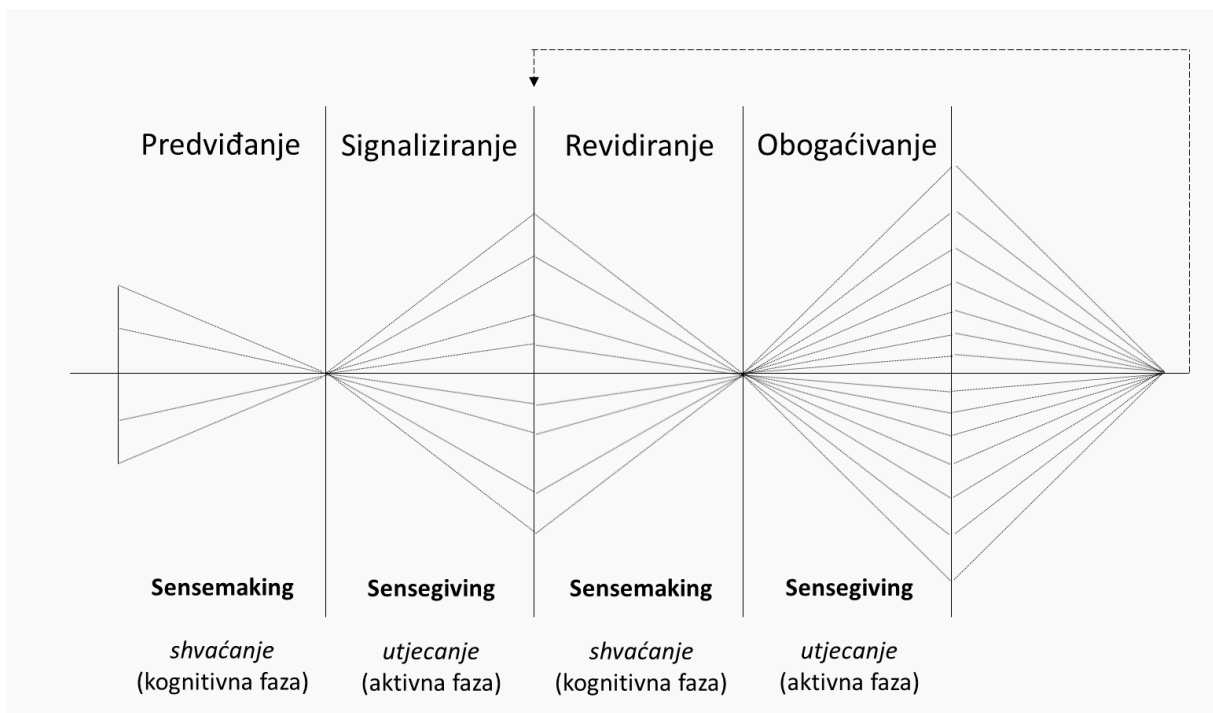 Predviđanje
Signaliziranje
Revidiranje
Obogaćivanje
Sensemaking
Sensegiving
Sensemaking
Sensegiving
shvaćanje
(kognitivna faza)
utjecanje
(aktivna faza)
shvaćanje
(kognitivna faza)
utjecanje
(aktivna faza)